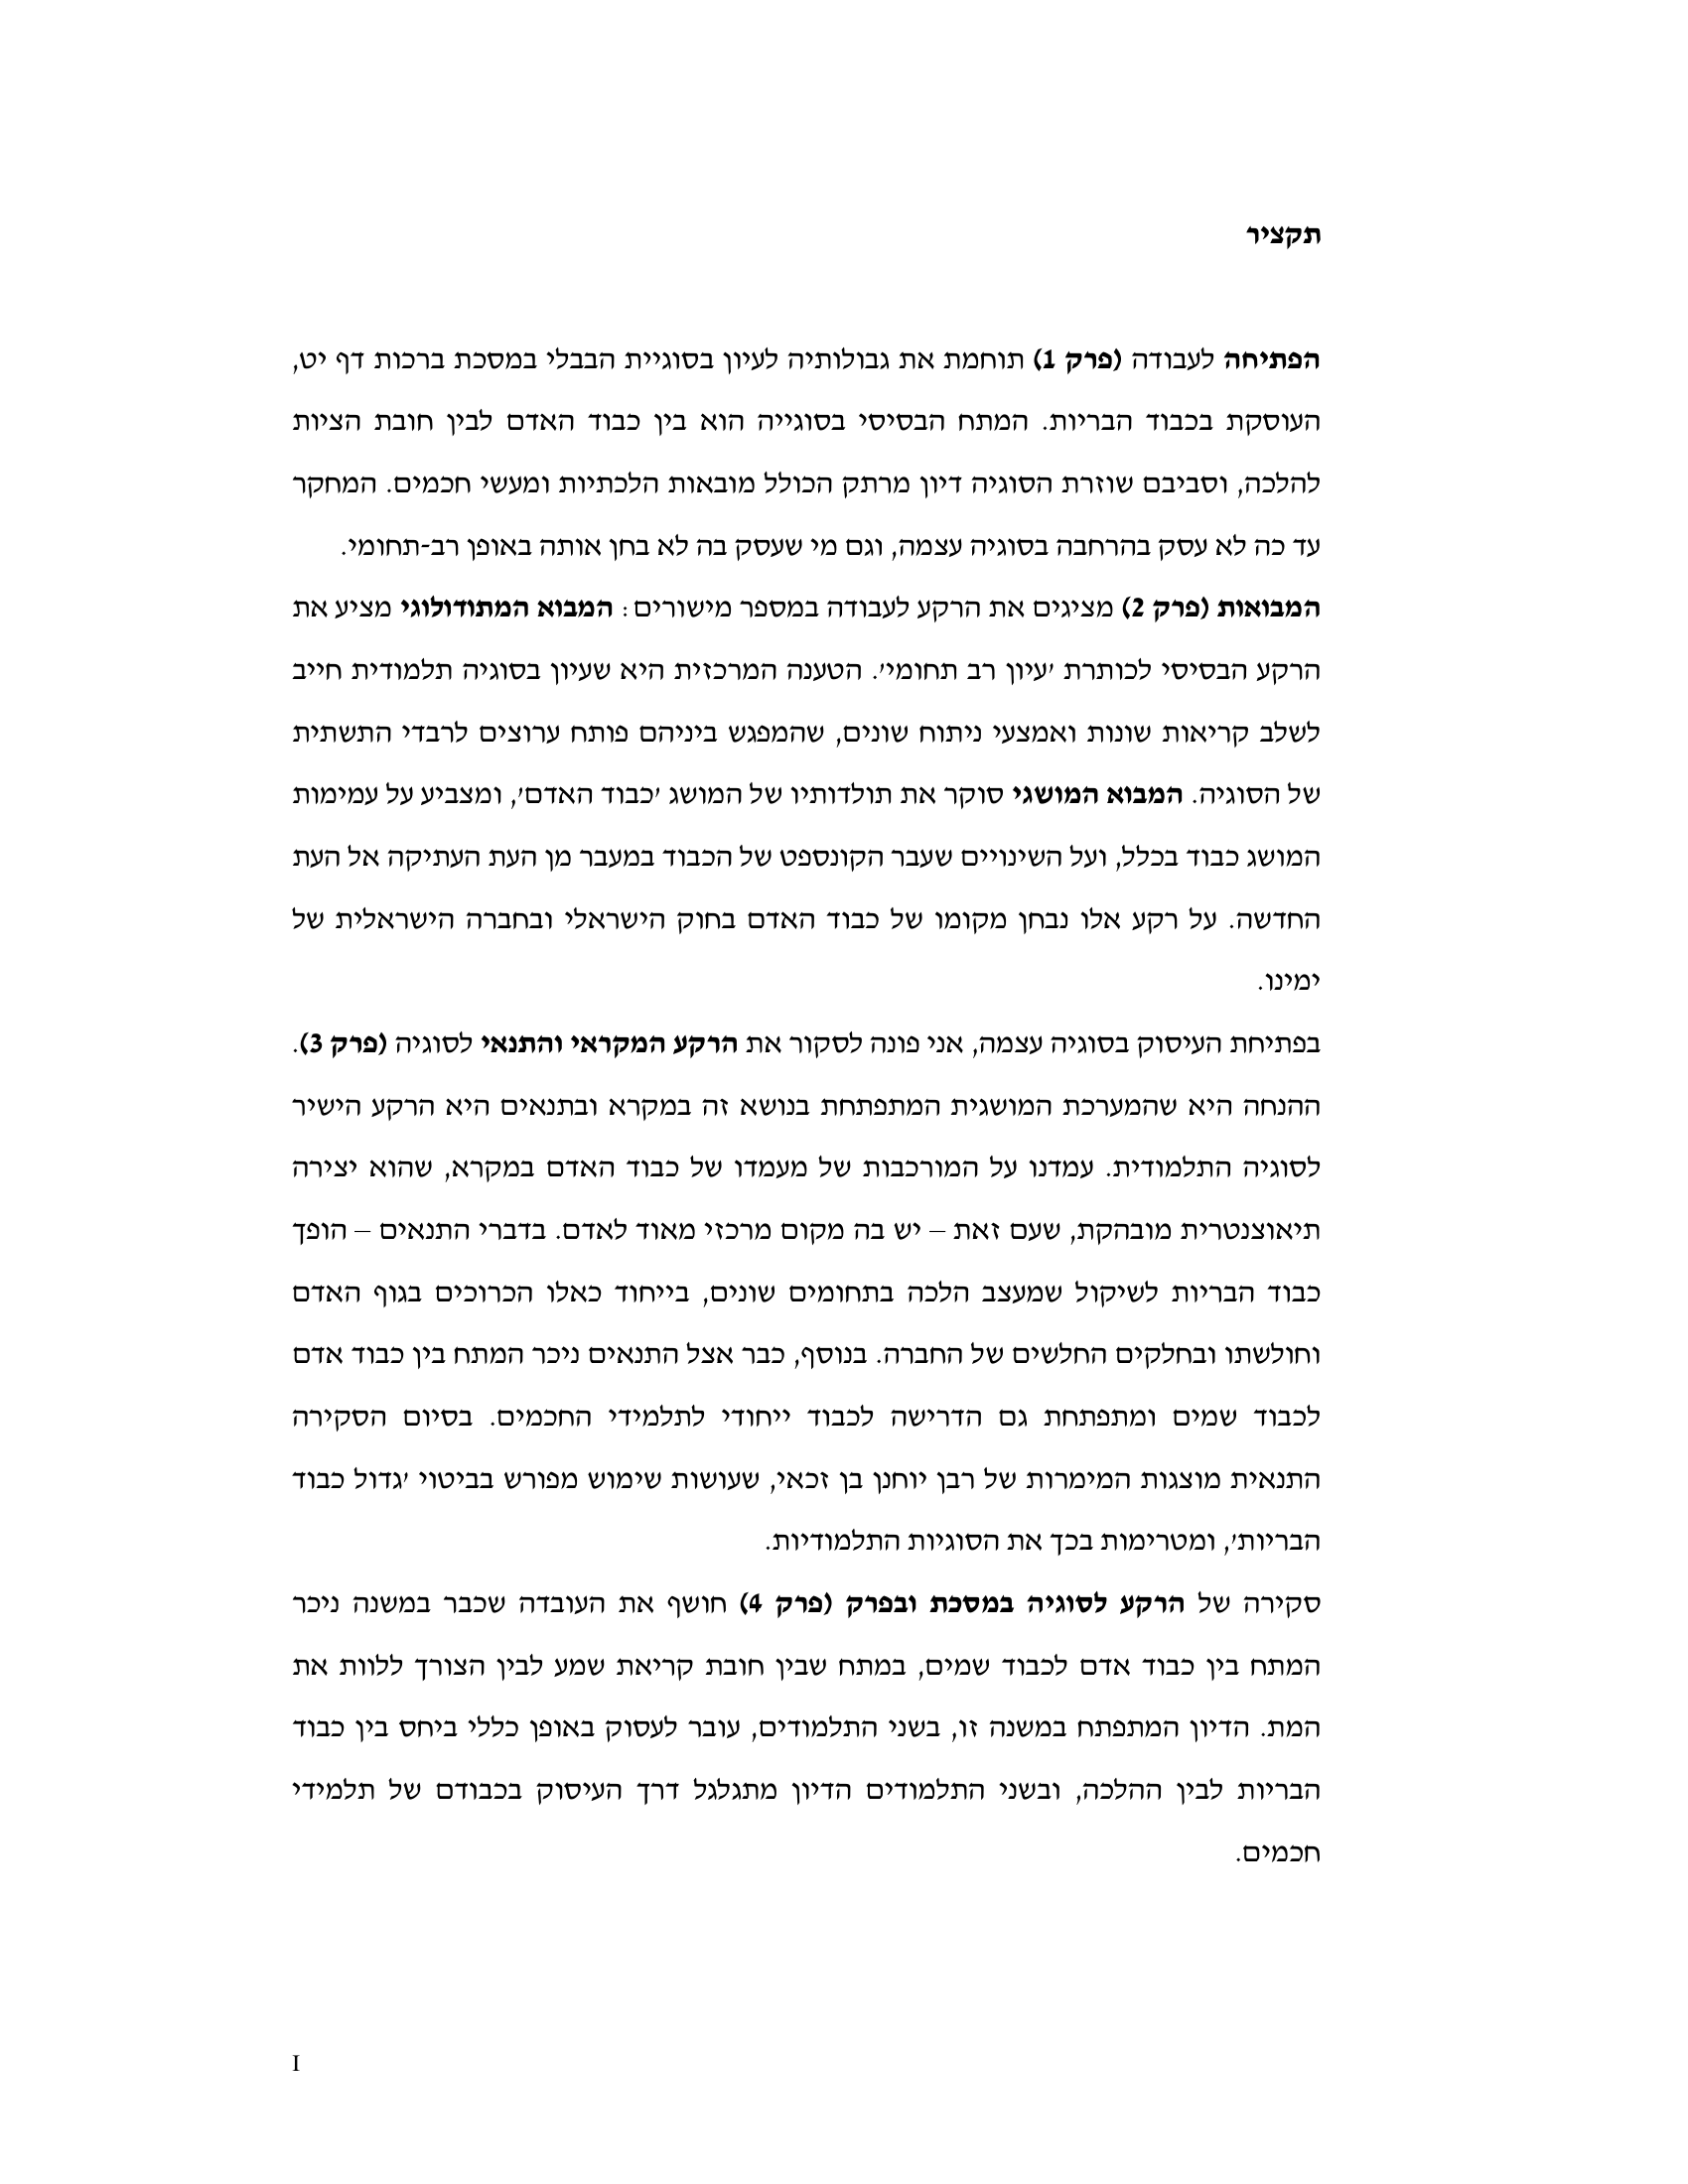 תקציר
הפתיחה לעבודה (פרק 1) תוחמת את גבולותיה לעיון בסוגיית הבבלי במסכת ברכות דף יט,
העוסקת בכבוד הבריות. המתח הבסיסי בסוגייה הוא בין כבוד האדם לבין חובת הציות
להלכה, וסביבם שוזרת הסוגיה דיון מרתק הכולל מובאות הלכתיות ומעשי חכמים. המחקר
עד כה לא עסק בהרחבה בסוגיה עצמה, וגם מי שעסק בה לא בחן אותה באופן רב-תחומי.
המבואות (פרק 2) מציגים את הרקע לעבודה במספר מישורים: המבוא המתודולוגי מציע את
הרקע הבסיסי לכותרת 'עיון רב תחומי'. הטענה המרכזית היא שעיון בסוגיה תלמודית חייב
לשלב קריאות שונות ואמצעי ניתוח שונים, שהמפגש ביניהם פותח ערוצים לרבדי התשתית
של הסוגיה. המבוא המושגי סוקר את תולדותיו של המושג 'כבוד האדם', ומצביע על עמימות
המושג כבוד בכלל, ועל השינויים שעבר הקונספט של הכבוד במעבר מן העת העתיקה אל העת
החדשה. על רקע אלו נבחן מקומו של כבוד האדם בחוק הישראלי ובחברה הישראלית של
ימינו.
בפתיחת העיסוק בסוגיה עצמה, אני פונה לסקור את הרקע המקראי והתנאי לסוגיה (פרק 3).
ההנחה היא שהמערכת המושגית המתפתחת בנושא זה במקרא ובתנאים היא הרקע הישיר
לסוגיה התלמודית. עמדנו על המורכבות של מעמדו של כבוד האדם במקרא, שהוא יצירה
תיאוצנטרית מובהקת, שעם זאת – יש בה מקום מרכזי מאוד לאדם. בדברי התנאים – הופך
כבוד הבריות לשיקול שמעצב הלכה בתחומים שונים, בייחוד כאלו הכרוכים בגוף האדם
וחולשתו ובחלקים החלשים של החברה. בנוסף, כבר אצל התנאים ניכר המתח בין כבוד אדם
לכבוד שמים ומתפתחת גם הדרישה לכבוד ייחודי לתלמידי החכמים. בסיום הסקירה
התנאית מוצגות המימרות של רבן יוחנן בן זכאי, שעושות שימוש מפורש בביטוי 'גדול כבוד
הבריות', ומטרימות בכך את הסוגיות התלמודיות.
סקירה של הרקע לסוגיה במסכת ובפרק (פרק 4) חושף את העובדה שכבר במשנה ניכר
המתח בין כבוד אדם לכבוד שמים, במתח שבין חובת קריאת שמע לבין הצורך ללוות את
המת. הדיון המתפתח במשנה זו, בשני התלמודים, עובר לעסוק באופן כללי ביחס בין כבוד
הבריות לבין ההלכה, ובשני התלמודים הדיון מתגלגל דרך העיסוק בכבודם של תלמידי
חכמים.
I